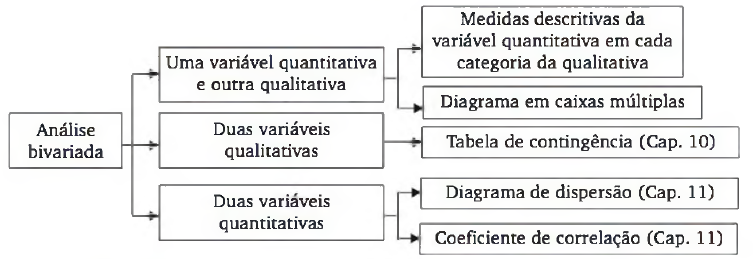 Análise
bivariada
Uma variável quantitativa
e outra qualitativa
Medidas descritivas da
variável quantitativa em cada
categoria da qualitativa
Diagrama em caixas múltiplas
Duas variáveis
qualitativas
Tabela de contingência (Cap. 10)
Duas variáveis
quantitativas
Diagrama de dispersão (Cap. 11)
Coeficiente de correlação (Cap. 11)